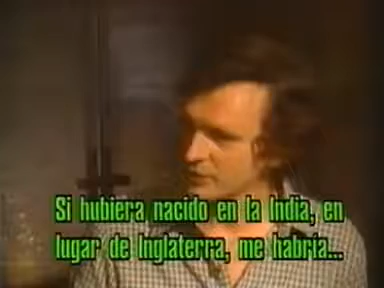 Si hubiera nacido en la India, en
lugar de Inglaterra, me habría...